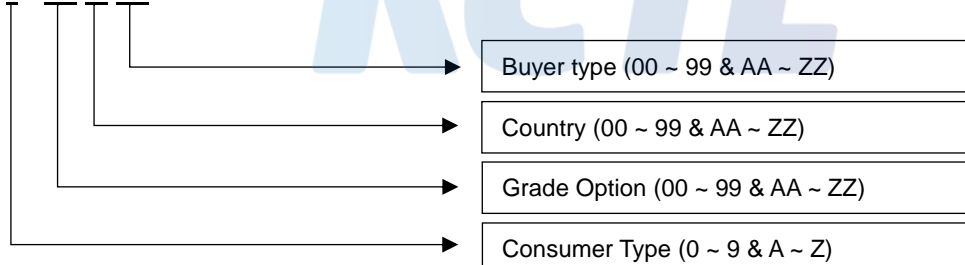 Buyer type (00 ~ 99 & AA ~ ZZ)
Country (00 ~ 99 & AA ~ ZZ)
Grade Option (00 ~ 99 & AA ~ ZZ)
Consumer Type (0 ~ 9 & A ~ Z)